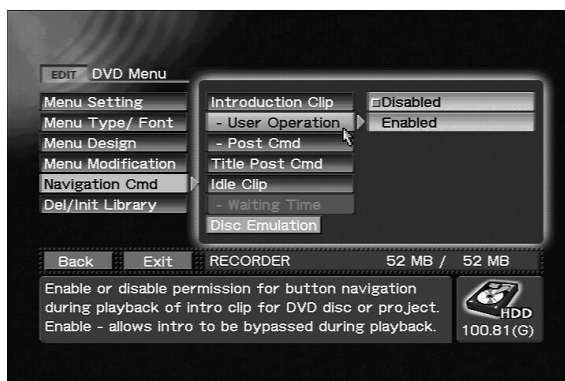 EDIT DVD Menu
Menu Setting
Menu Type/ Font
Menu Design
Menu Modification
Navigation Cmd
Del/Init Library
Introduction Clip
- User Operation
- Post Cmd
Title Post Cmd
Idle Clip
- Waiting Time
Disc Emulation
Disabled
Enabled
Back Exit RECORDER 52 MB / 52 MB
Enable or disable permission for button navigation
during playback of intro clip for DVD disc or project.
Enable - allows intro to be bypassed during playback.
HDD
100.81(G)